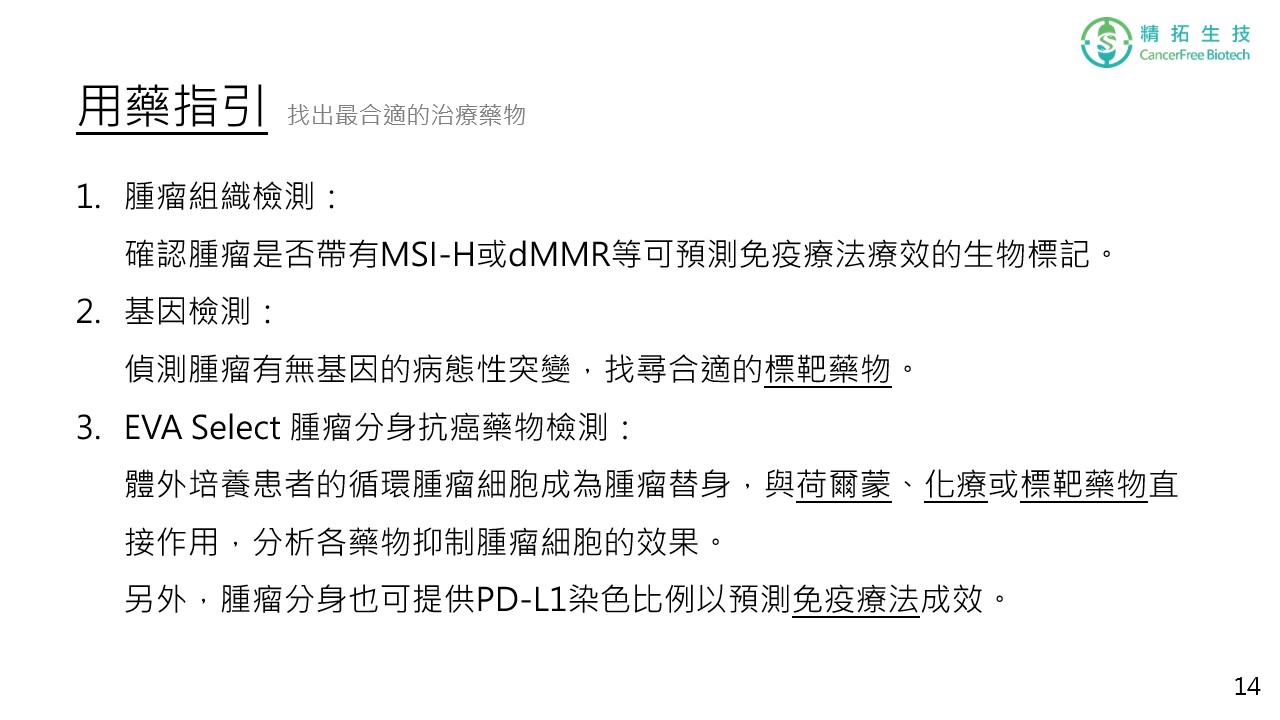 精拓生技
CancerFree Biotech
用藥指引 找出最合適的治療藥物
1. 腫瘤組織檢測：
確認腫瘤是否帶有MSI-H或dMMR等可預測免疫療法療效的生物標記。
2. 基因檢測：
偵測腫瘤有無基因的病態性突變，找尋合適的標靶藥物。
3. EVA Select 腫瘤分身抗癌藥物檢測：
體外培養患者的循環腫瘤細胞成為腫瘤替身，與荷爾蒙、化療或標靶藥物直
接作用，分析各藥物抑制腫瘤細胞的效果。
另外，腫瘤分身也可提供PD-L1染色比例以預測免疫療法成效。
14